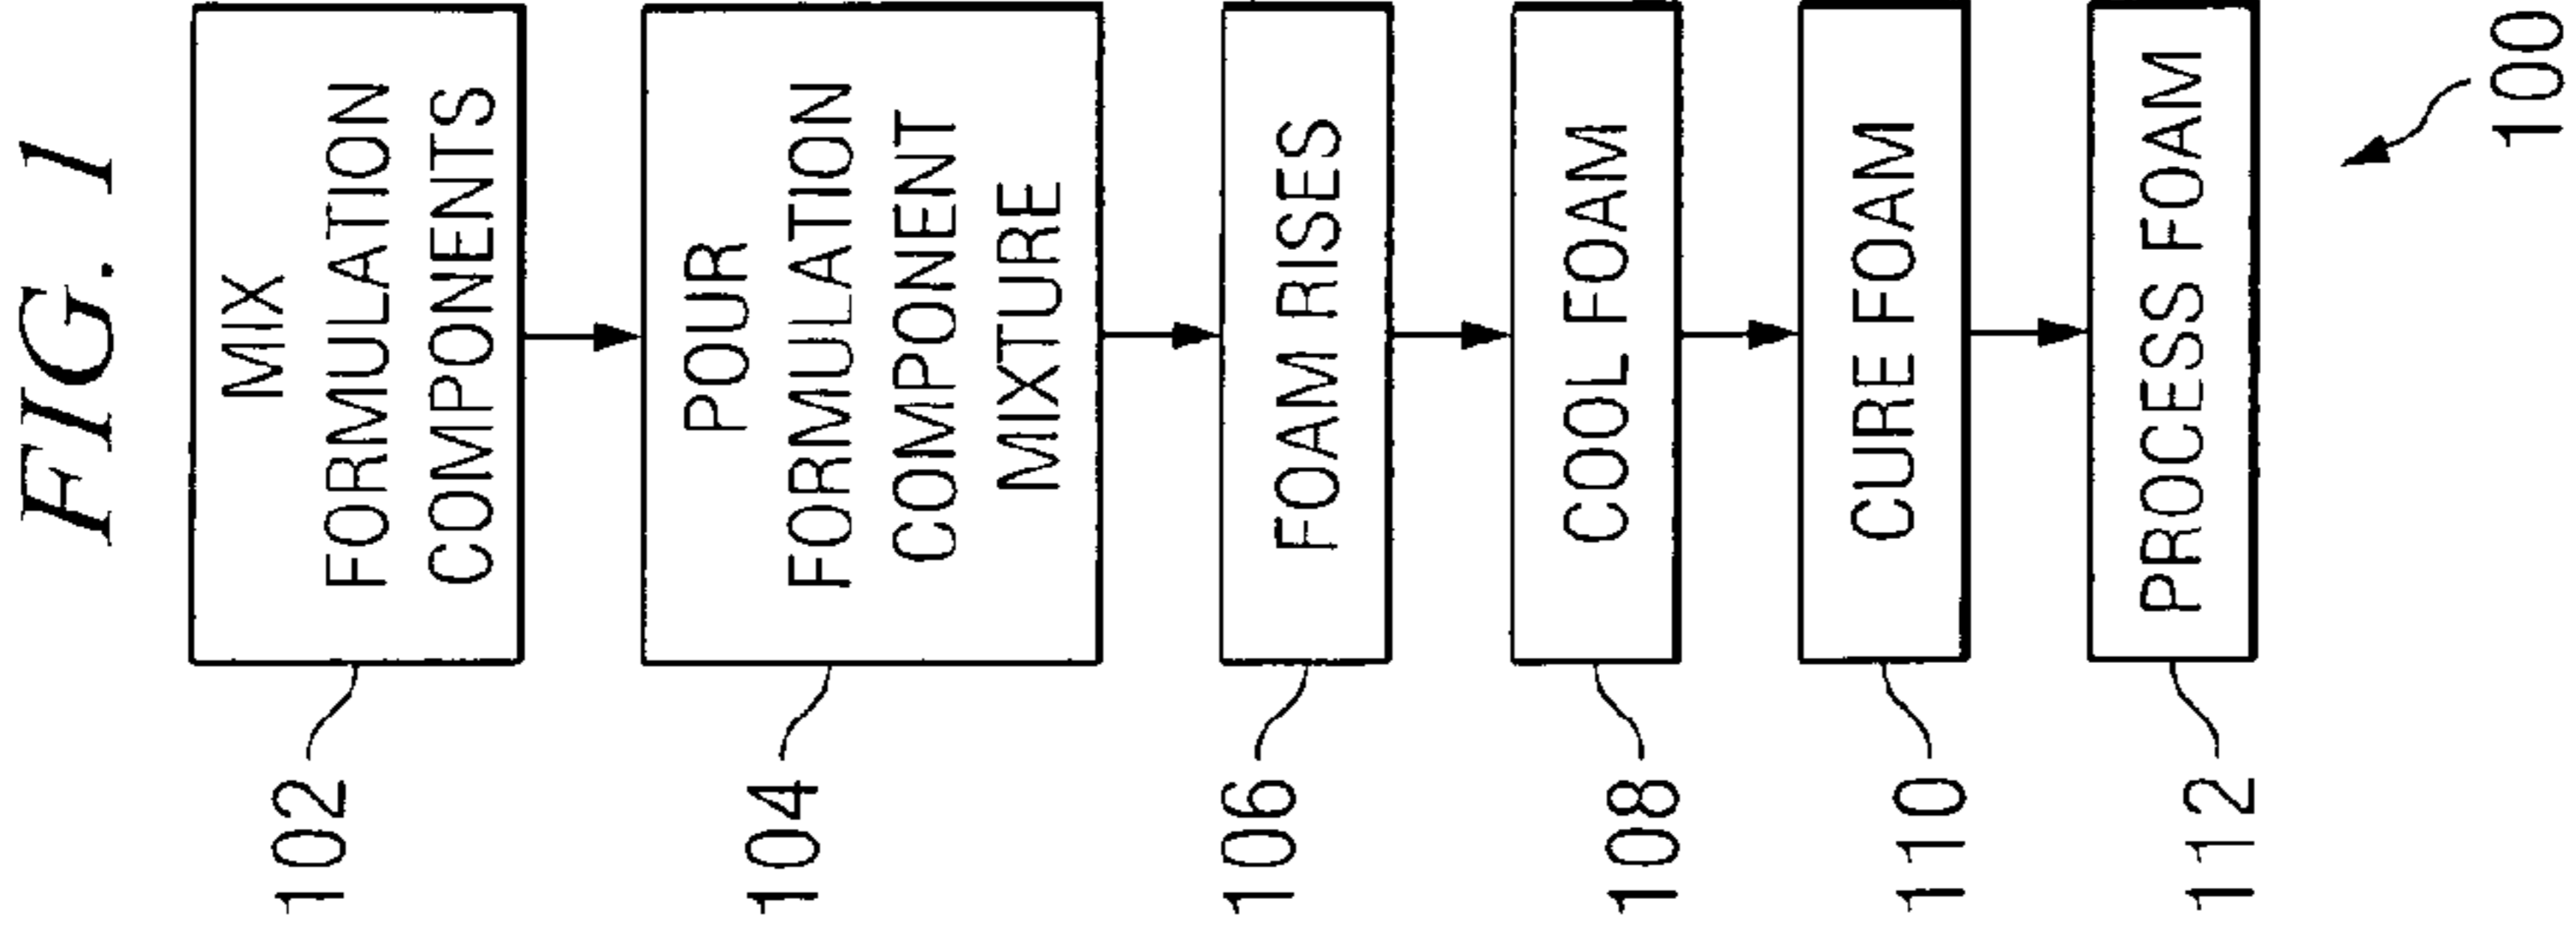 FIG. 1
MIX
FORMULATION
COMPONENTS
102
POUR
FORMULATION
COMPONENT
MIXTURE
104
FOAM RISES
106
COOL FOAM
108
CURE FOAM
110
PROCESS FOAM
112
100